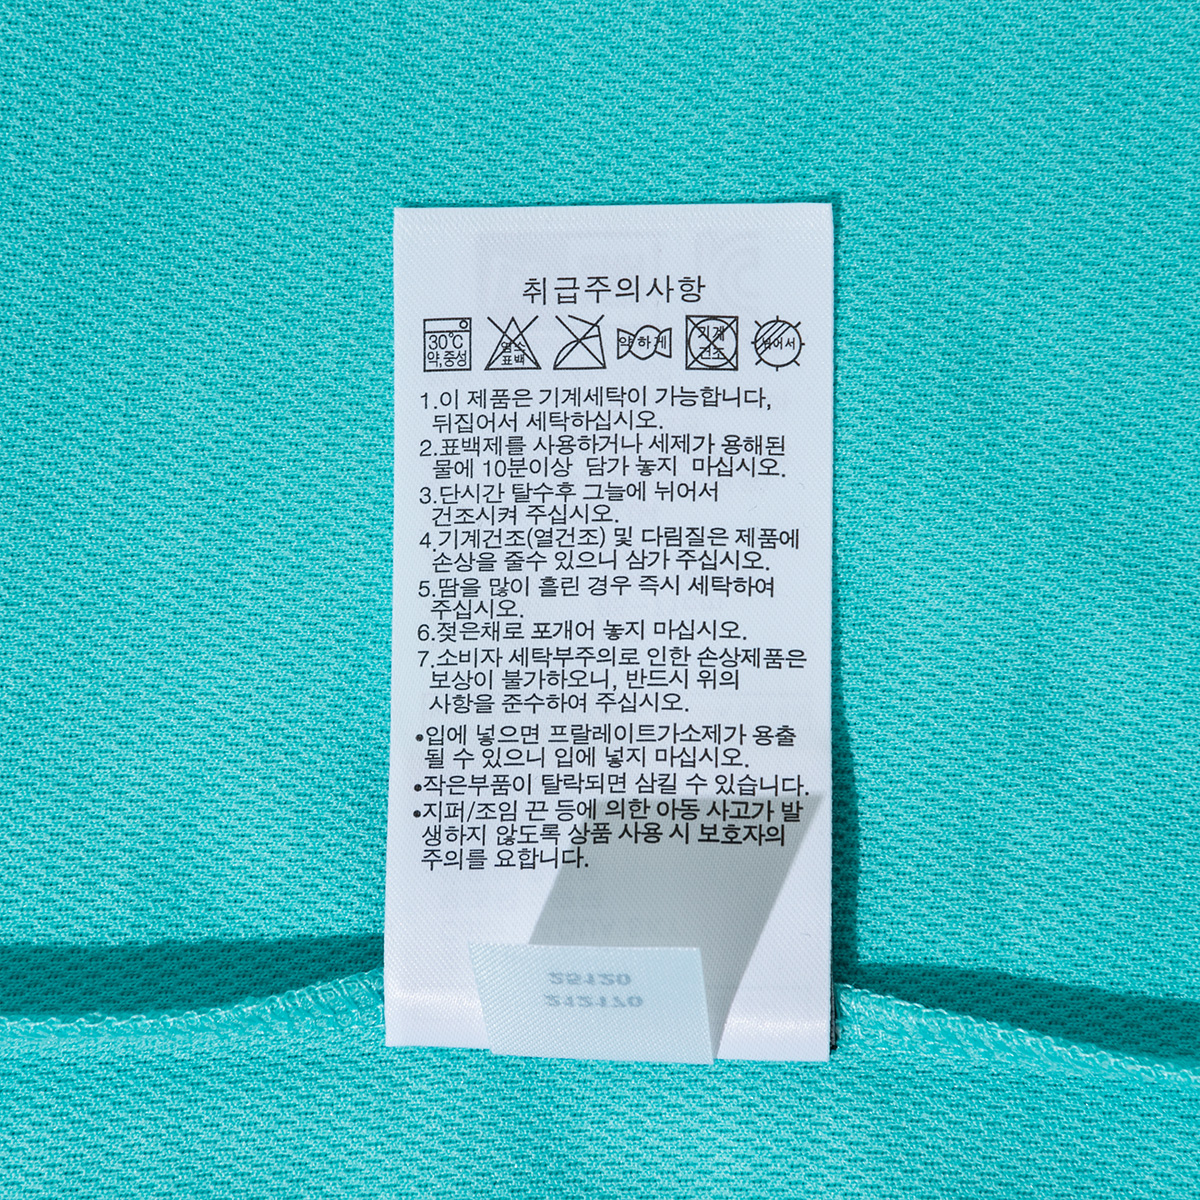 취급주의사항
30℃ 약,중성
염소 표백
약하게
기계 건조
뉘어서
1.이 제품은 기계세탁이 가능합니다,
뒤집어서 세탁하십시오.
2.표백제를 사용하거나 세제가 용해된
물에 10분이상 담가 놓지 마십시오.
3.단시간 탈수후 그늘에 뉘어서
건조시켜 주십시오.
4.기계건조(열건조) 및 다림질은 제품에
손상을 줄수 있으니 삼가 주십시오.
5.땀을 많이 흘린 경우 즉시 세탁하여
주십시오.
6.젖은채로 포개어 놓지 마십시오.
7.소비자 세탁부주의로 인한 손상제품은
보상이 불가하오니, 반드시 위의
사항을 준수하여 주십시오.
•입에 넣으면 프랄레이트가소제가 용출
될 수 있으니 입에 넣지 마십시오.
•작은부품이 탈락되면 삼킬 수 있습니다.
•지퍼/조임 끈 등에 의한 아동 사고가 발
생하지 않도록 상품 사용 시 보호자의
주의를 요합니다.
25120
212170